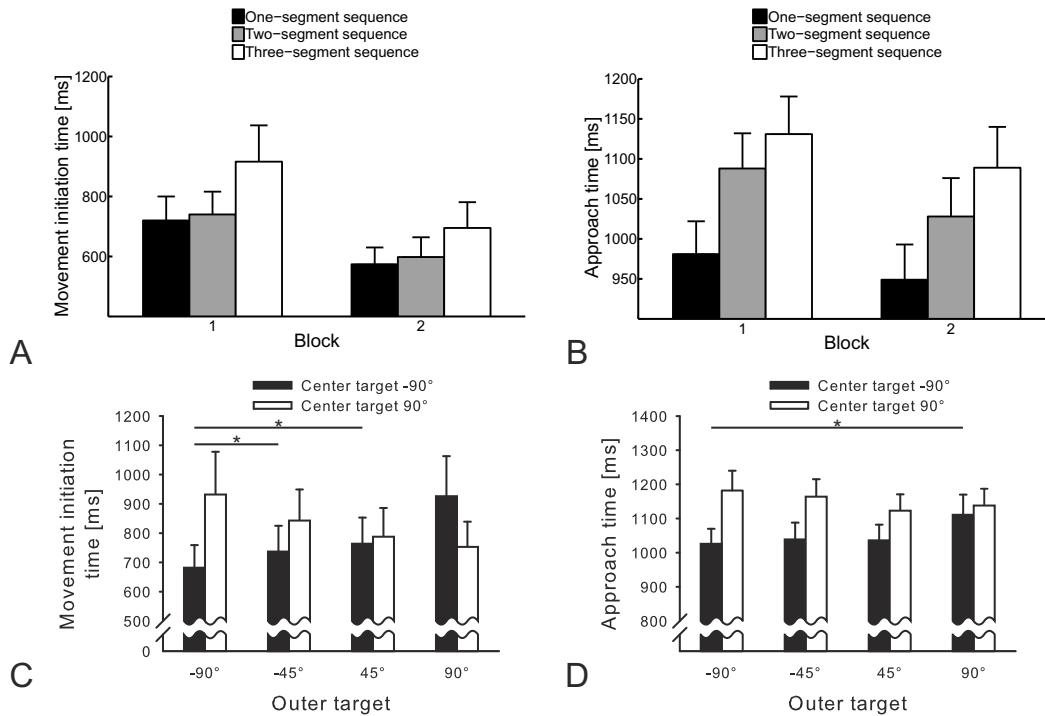 One−segment sequence
Two−segment sequence
Three−segment sequence
Movement initiation time [ms]
1200
1000
800
600
1
2
Block
A
One−segment sequence
Two−segment sequence
Three−segment sequence
Approach time [ms]
1200
1150
1100
1050
1000
950
1
2
Block
B
Center target -90°
Center target 90°
Movement initiation
time [ms]
1200
1100
1000
900
800
700
600
500
0
*
*
-90°
-45°
45°
90°
Outer target
C
Center target -90°
Center target 90°
Approach time [ms]
1400
1300
1200
1100
1000
900
800
0
*
-90°
-45°
45°
90°
Outer target
D